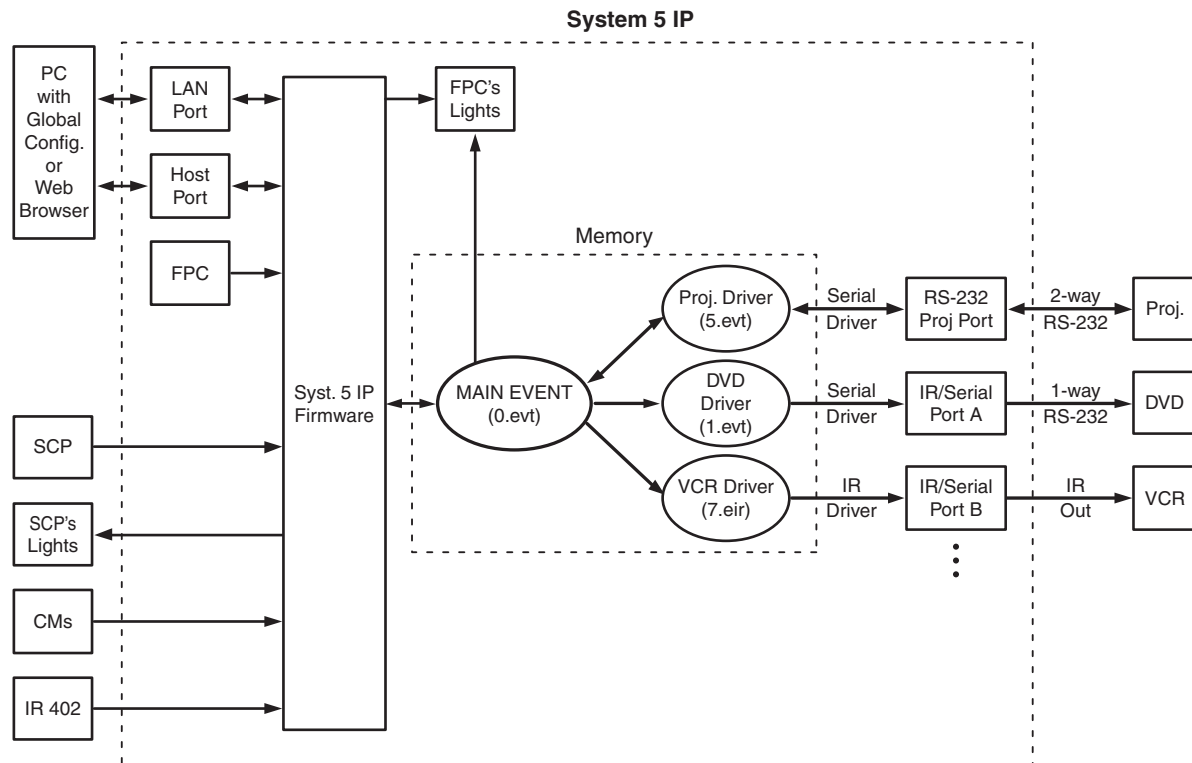 System 5 IP
PC
with
Global
Config.
or
Web
Browser
LAN
Port
Host
Port
FPC
SCP
SCP's
Lights
CMs
IR 402
Syst. 5 IP
Firmware
FPC's
Lights
Memory
MAIN EVENT
(0.evt)
Proj. Driver
(5.evt)
DVD
Driver
(1.evt)
VCR Driver
(7.eir)
Serial
Driver
Serial
Driver
IR
Driver
RS-232
Proj Port
IR/Serial
Port A
IR/Serial
Port B
2-way
RS-232
1-way
RS-232
IR
Out
Proj.
DVD
VCR